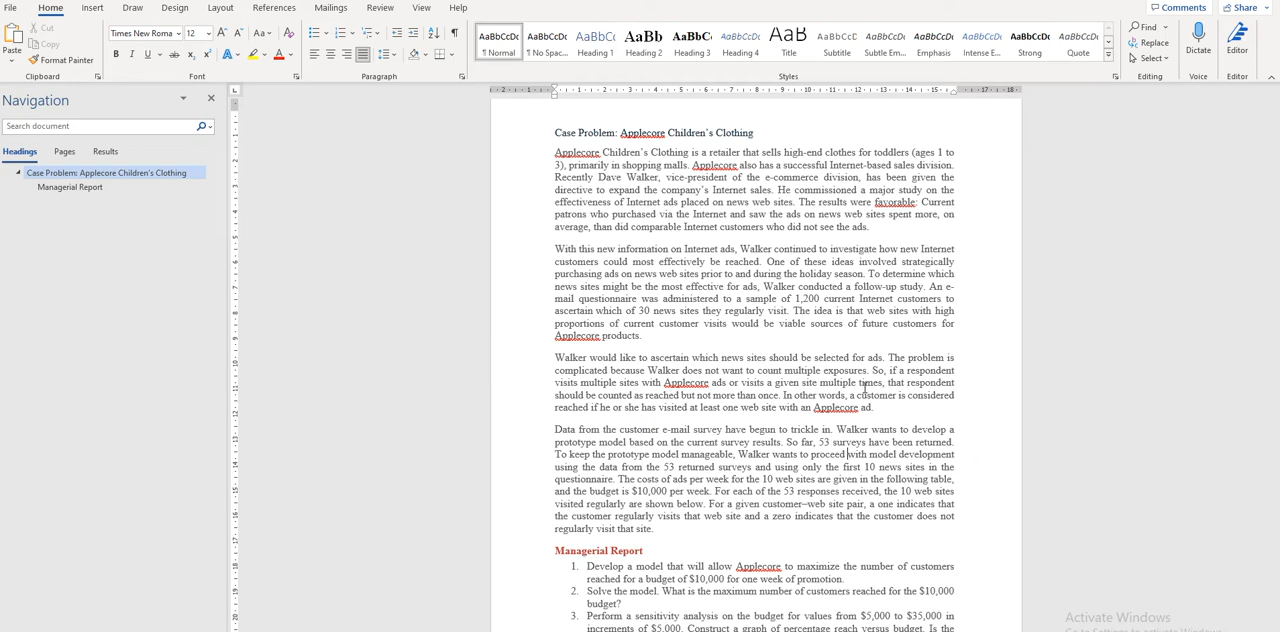 File Home Insert Draw Design Layout References Mailings Review View Help Comments Share
Paste Cut Copy Format Painter Clipboard
Times New Roma 12 Font Paragraph
AaBbCcDc ¶ Normal AaBbCcDc ¶ No Spac... AaBbCc Heading 1 AaBb Heading 2 AaBbCc Heading 3 AaBbCcDc Heading 4 AaB Title AaBbCcC Subtitle AaBbCcDc Subtle Em... AaBbCcDc Emphasis AaBbCcDc Intense E... AaBbCcDc Strong AaBbCcDc Quote Styles
Find Replace Select Editing Dictate Voice Editor Editor
Navigation
Search document
Headings Pages Results
Case Problem: Applecore Children's Clothing
Managerial Report
Case Problem: Applecore Children's Clothing
Applecore Children's Clothing is a retailer that sells high-end clothes for toddlers (ages 1 to
3), primarily in shopping malls. Applecore also has a successful Internet-based sales division.
Recently Dave Walker, vice-president of the e-commerce division, has been given the
directive to expand the company's Internet sales. He commissioned a major study on the
effectiveness of Internet ads placed on news web sites. The results were favorable: Current
patrons who purchased via the Internet and saw the ads on news web sites spent more, on
average, than did comparable Internet customers who did not see the ads.
With this new information on Internet ads, Walker continued to investigate how new Internet
customers could most effectively be reached. One of these ideas involved strategically
purchasing ads on news web sites prior to and during the holiday season. To determine which
news sites might be the most effective for ads, Walker conducted a follow-up study. An e-
mail questionnaire was administered to a sample of 1,200 current Internet customers to
ascertain which of 30 news sites they regularly visit. The idea is that web sites with high
proportions of current customer visits would be viable sources of future customers for
Applecore products.
Walker would like to ascertain which news sites should be selected for ads. The problem is
complicated because Walker does not want to count multiple exposures. So, if a respondent
visits multiple sites with Applecore ads or visits a given site multiple times, that respondent
should be counted as reached but not more than once. In other words, a customer is considered
reached if he or she has visited at least one web site with an Applecore ad.
Data from the customer e-mail survey have begun to trickle in. Walker wants to develop a
prototype model based on the current survey results. So far, 53 surveys have been returned.
To keep the prototype model manageable, Walker wants to proceed with model development
using the data from the 53 returned surveys and using only the first 10 news sites in the
questionnaire. The costs of ads per week for the 10 web sites are given in the following table,
and the budget is $10,000 per week. For each of the 53 responses received, the 10 web sites
visited regularly are shown below. For a given customer–web site pair, a one indicates that
the customer regularly visits that web site and a zero indicates that the customer does not
regularly visit that site.
Managerial Report
1. Develop a model that will allow Applecore to maximize the number of customers
reached for a budget of $10,000 for one week of promotion.
2. Solve the model. What is the maximum number of customers reached for the $10,000
budget?
3. Perform a sensitivity analysis on the budget for values from $5,000 to $35,000 in
increments of $5,000. Construct a graph of percentage reach versus budget. Is the
Activate Windows